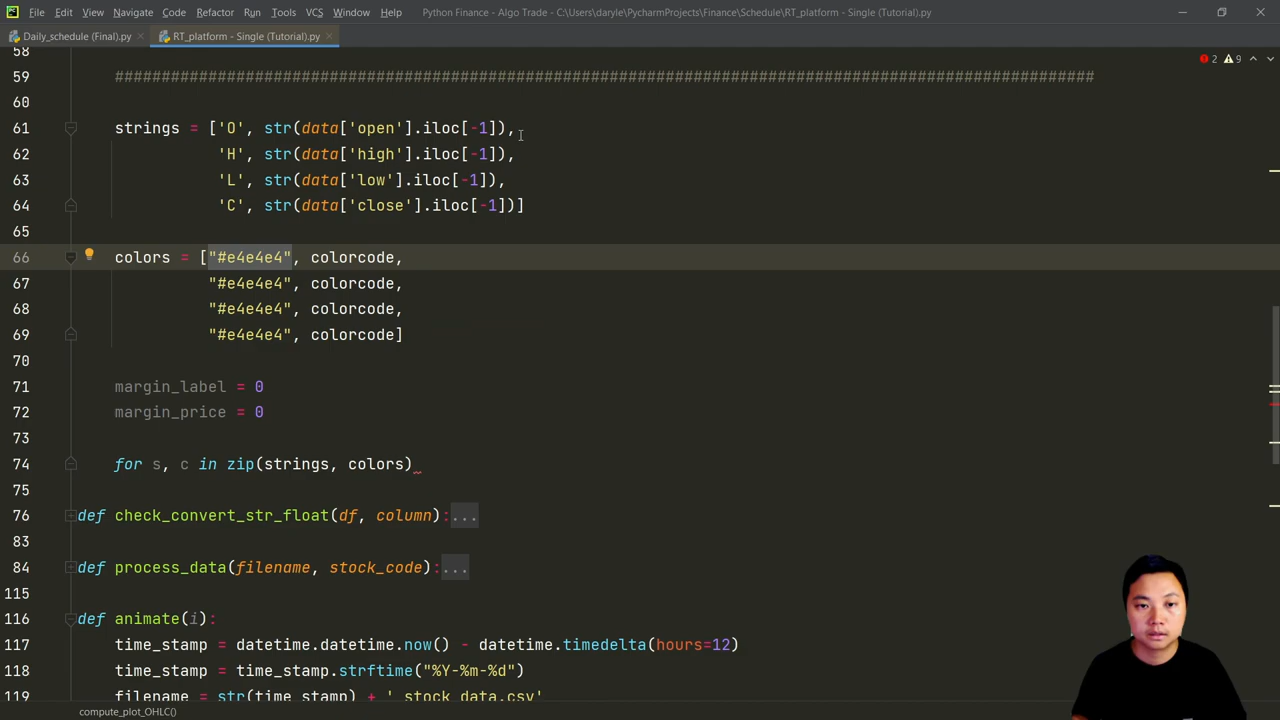 File Edit View Navigate Code Refactor Run Tools VCS Window Help Python Finance - Algo Trade - C:\Users\daryle\PycharmProjects\Finance\Schedule\RT_platform - Single (Tutorial).py
Daily_schedule (Final).py RT_platform - Single (Tutorial).py
58
59 #########################################################################################################
2 9
60
61 strings = ['O', str(data['open'].iloc[-1]),
62 'H', str(data['high'].iloc[-1]),
63 'L', str(data['low'].iloc[-1]),
64 'C', str(data['close'].iloc[-1])]
65
66 colors = ["#e4e4e4", colorcode,
67 "#e4e4e4", colorcode,
68 "#e4e4e4", colorcode,
69 "#e4e4e4", colorcode]
70
71 margin_label = 0
72 margin_price = 0
73
74 for s, c in zip(strings, colors)
75
76 def check_convert_str_float(df, column):...
83
84 def process_data(filename, stock_code):...
115
116 def animate(i):
117 time_stamp = datetime.datetime.now() - datetime.timedelta(hours=12)
118 time_stamp = time_stamp.strftime("%Y-%m-%d")
119 filename = str(time_stamp) + '_stock_data.csv'
compute_plot_OHLC()